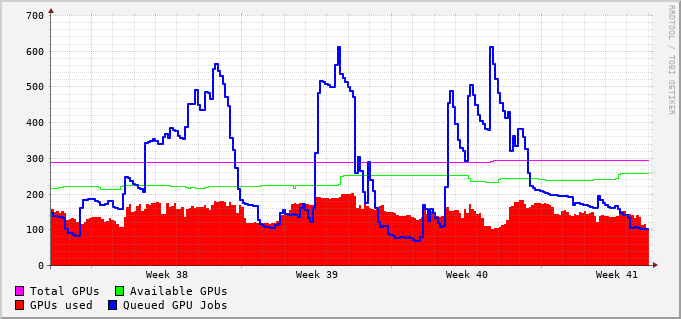 700
600
500
400
300
200
100
0
Week 38 Week 39 Week 40 Week 41
Total GPUs Available GPUs
GPUs used Queued GPU Jobs
RRDTOOL / TOBI OETIKER